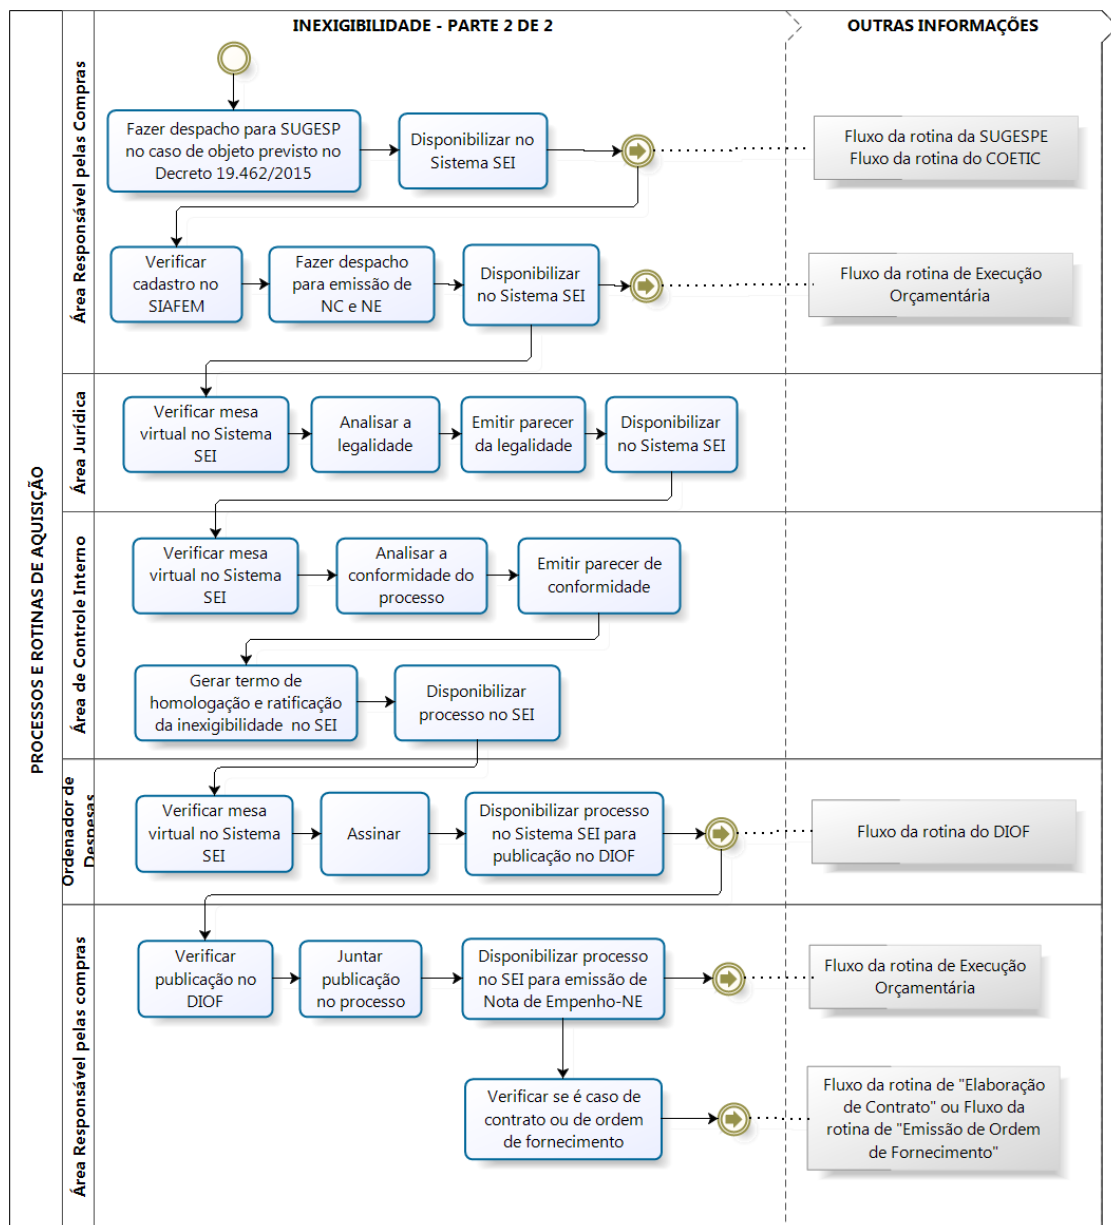 PROCESSOS E ROTINAS DE AQUISIÇÃO
INEXIGIBILIDADE - PARTE 2 DE 2
OUTRAS INFORMAÇÕES
Área Responsável pelas Compras
Fazer despacho para SUGESP
no caso de objeto previsto no
Decreto 19.462/2015
Disponibilizar no
Sistema SEI
Fluxo da rotina da SUGESPE
Fluxo da rotina do COETIC
Verificar
cadastro no
SIAFEM
Fazer despacho
para emissão de
NC e NE
Disponibilizar
no Sistema SEI
Fluxo da rotina de Execução
Orçamentária
Área Jurídica
Verificar mesa
virtual no Sistema
SEI
Analisar a
legalidade
Emitir parecer
da legalidade
Disponibilizar
no Sistema SEI
Área de Controle Interno
Verificar mesa
virtual no Sistema
SEI
Analisar a
conformidade do
processo
Emitir parecer de
conformidade
Gerar termo de
homologação e ratificação
da inexigibilidade no SEI
Disponibilizar
processo no SEI
Ordenador de
Despesas
Verificar mesa
virtual no Sistema
SEI
Assinar
Disponibilizar processo
no Sistema SEI para
publicação no DIOF
Fluxo da rotina do DIOF
Área Responsável pelas compras
Verificar
publicação no
DIOF
Juntar
publicação
no processo
Disponibilizar processo
no SEI para emissão de
Nota de Empenho-NE
Fluxo da rotina de Execução
Orçamentária
Verificar se é caso de
contrato ou de ordem
de fornecimento
Fluxo da rotina de "Elaboração
de Contrato" ou Fluxo da
rotina de "Emissão de Ordem
de Fornecimento"